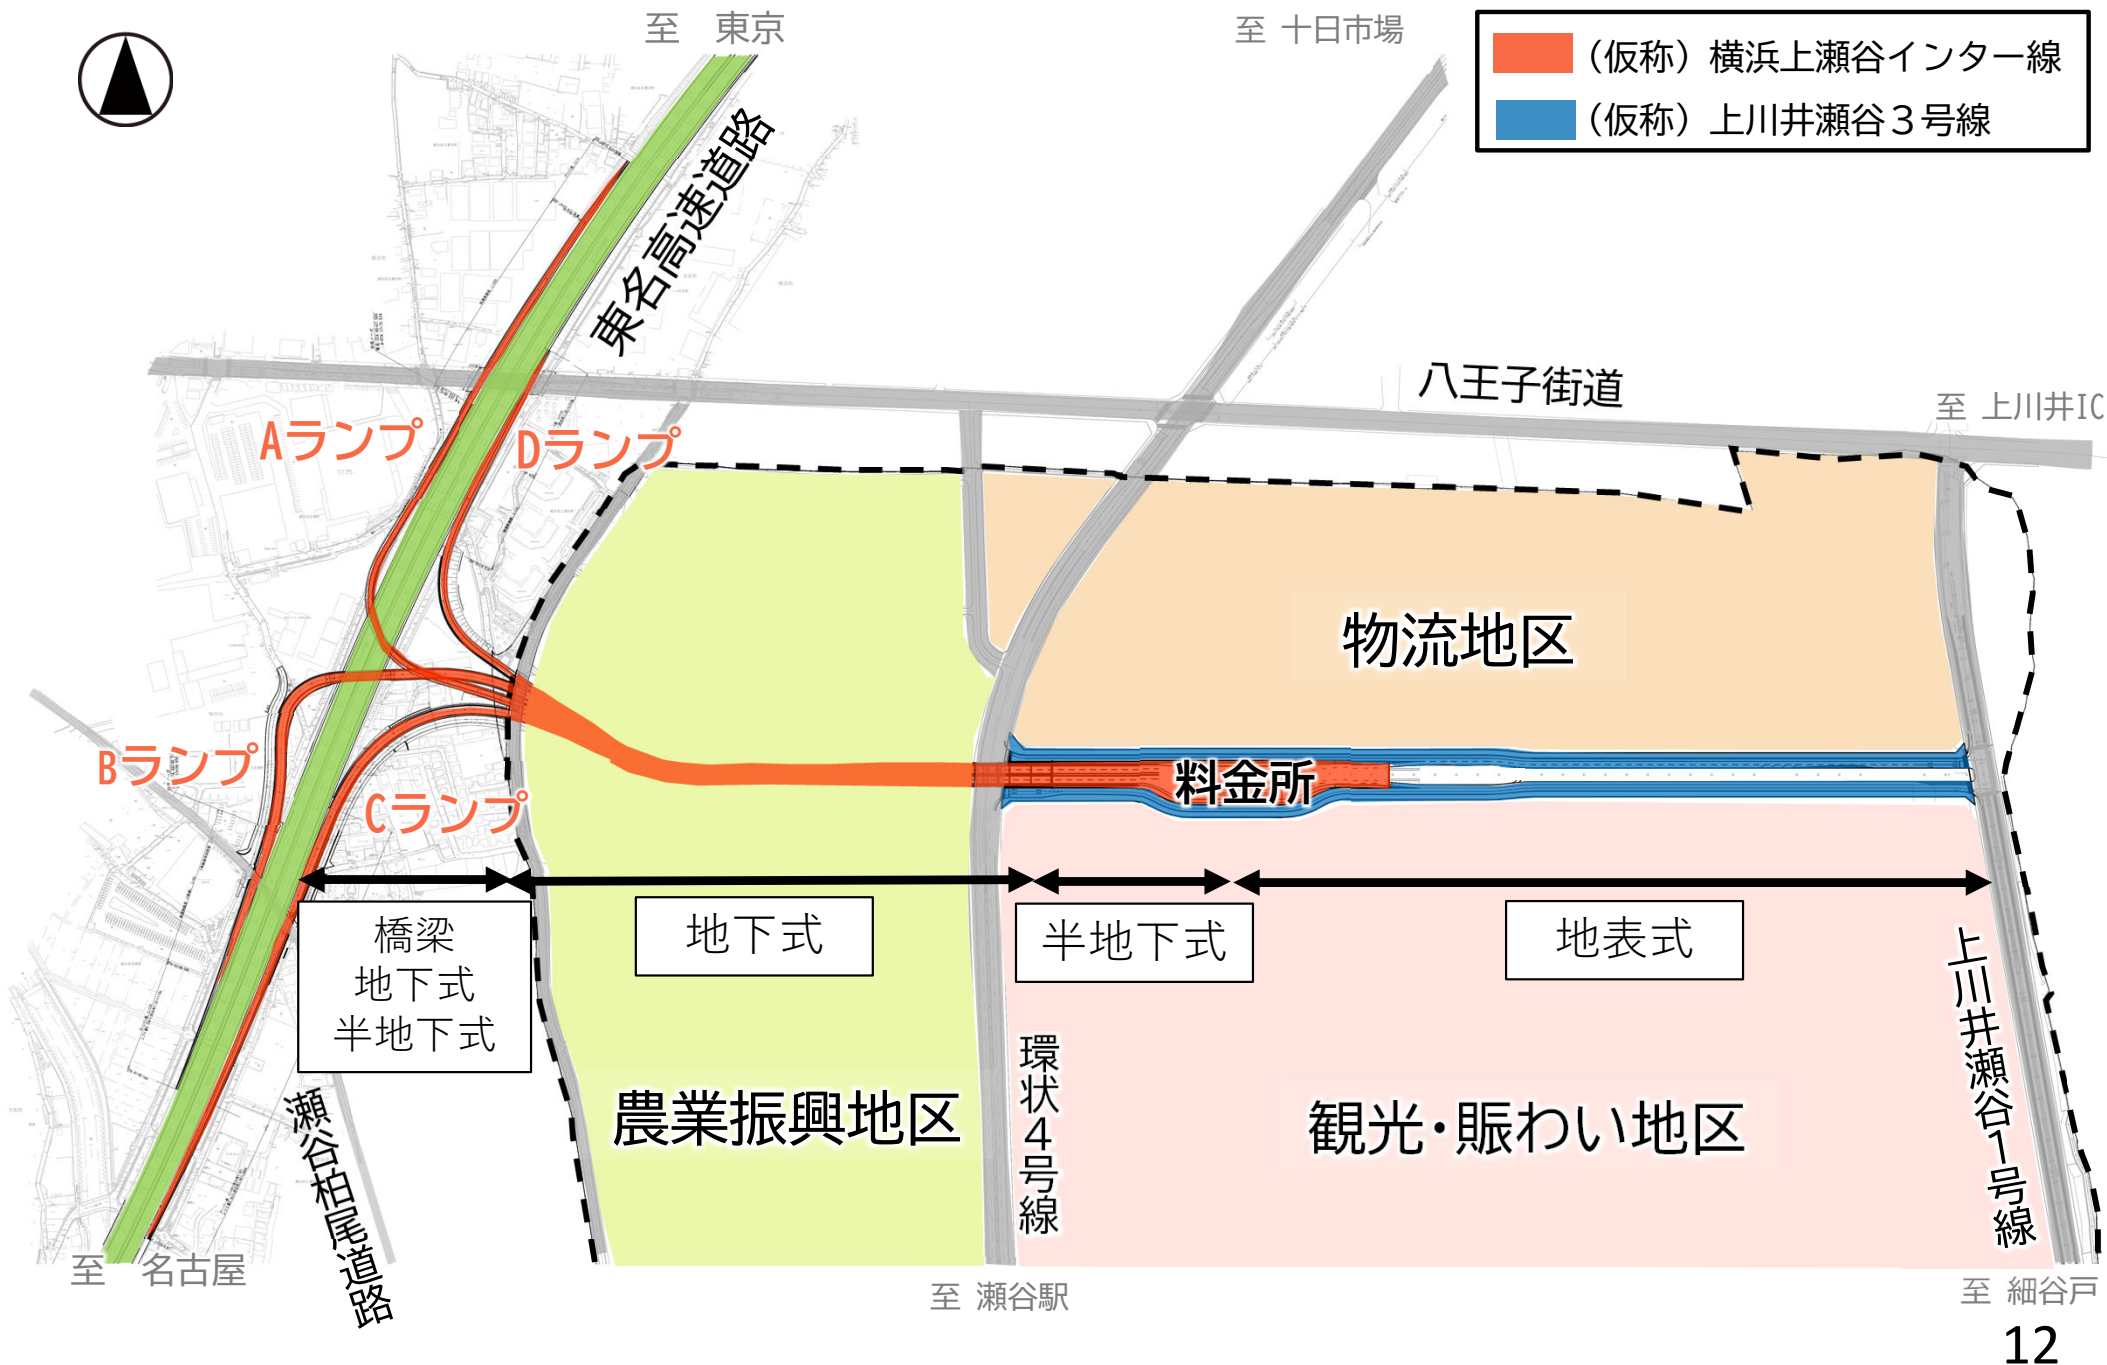 至　東京
至 十日市場
（仮称）横浜上瀬谷インター線
（仮称）上川井瀬谷３号線
東名高速道路
八王子街道
至 上川井IC
Aランプ
Dランプ
物流地区
Bランプ
Cランプ
料金所
橋梁
地下式
半地下式
地下式
半地下式
地表式
上川井瀬谷１号線
環状４号線
農業振興地区
観光・賑わい地区
瀬谷柏尾道路
至　名古屋
至 瀬谷駅
至 細谷戸
12